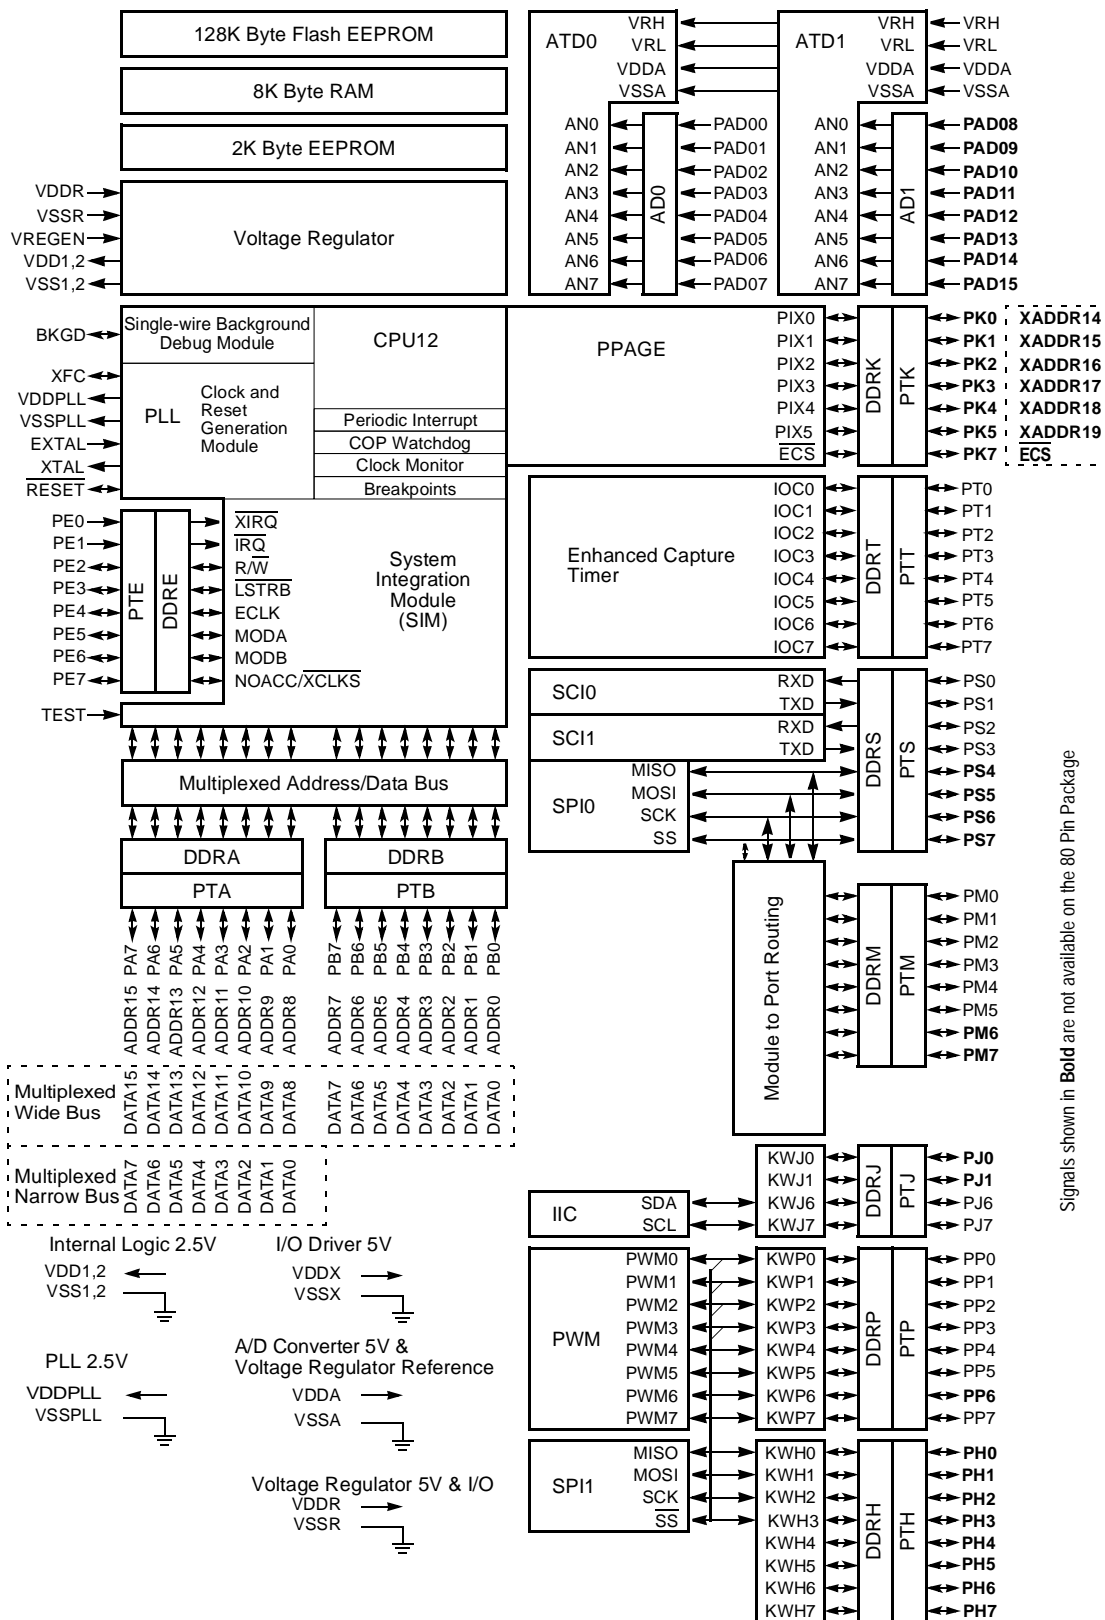 128K Byte Flash EEPROM
8K Byte RAM
2K Byte EEPROM
VDDR
VSSR
VREGEN
VDD1,2
VSS1,2
Voltage Regulator
ATD0
VRH
VRL
VDDA
VSSA
ATD1
VRH
VRL
VDDA
VSSA
VRH
VRL
VDDA
VSSA
AN0
AN1
AN2
AN3
AN4
AN5
AN6
AN7
AD0
PAD00
PAD01
PAD02
PAD03
PAD04
PAD05
PAD06
PAD07
AN0
AN1
AN2
AN3
AN4
AN5
AN6
AN7
AD1
PAD08
PAD09
PAD10
PAD11
PAD12
PAD13
PAD14
PAD15
BKGD
XFC
VDDPLL
VSSPLL
EXTAL
XTAL
RESET
Single-wire Background
Debug Module
CPU12
PLL
Clock and
Reset
Generation
Module
Periodic Interrupt
COP Watchdog
Clock Monitor
Breakpoints
PPAGE
PIX0
PIX1
PIX2
PIX3
PIX4
PIX5
ECS
DDRK
PTK
PK0 XADDR14
PK1 XADDR15
PK2 XADDR16
PK3 XADDR17
PK4 XADDR18
PK5 XADDR19
PK7 ECS
PE0
PE1
PE2
PE3
PE4
PE5
PE6
PE7
TEST
PTE
DDRE
XIRQ
IRQ
R/W
LSTRB
ECLK
MODA
MODB
NOACC/XCLKS
System
Integration
Module
(SIM)
Enhanced Capture
Timer
IOC0
IOC1
IOC2
IOC3
IOC4
IOC5
IOC6
IOC7
DDRT
PTT
PT0
PT1
PT2
PT3
PT4
PT5
PT6
PT7
SCI0
RXD
TXD
SCI1
RXD
TXD
SPI0
MISO
MOSI
SCK
SS
DDRS
PTS
PS0
PS1
PS2
PS3
PS4
PS5
PS6
PS7
Multiplexed Address/Data Bus
DDRA
PTA
DDRB
PTB
PA7
PA6
PA5
PA4
PA3
PA2
PA1
PA0
PB7
PB6
PB5
PB4
PB3
PB2
PB1
PB0
ADDR15
ADDR14
ADDR13
ADDR12
ADDR11
ADDR10
ADDR9
ADDR8
ADDR7
ADDR6
ADDR5
ADDR4
ADDR3
ADDR2
ADDR1
ADDR0
Multiplexed
Wide Bus
DATA15
DATA14
DATA13
DATA12
DATA11
DATA10
DATA9
DATA8
DATA7
DATA6
DATA5
DATA4
DATA3
DATA2
DATA1
DATA0
Multiplexed
Narrow Bus
DATA7
DATA6
DATA5
DATA4
DATA3
DATA2
DATA1
DATA0
Module to Port Routing
DDRM
PTM
PM0
PM1
PM2
PM3
PM4
PM5
PM6
PM7
Signals shown in Bold are not available on the 80 Pin Package
IIC
SDA
SCL
KWJ0
KWJ1
KWJ6
KWJ7
DDRJ
PTJ
PJ0
PJ1
PJ6
PJ7
PWM
PWM0
PWM1
PWM2
PWM3
PWM4
PWM5
PWM6
PWM7
KWP0
KWP1
KWP2
KWP3
KWP4
KWP5
KWP6
KWP7
DDRP
PTP
PP0
PP1
PP2
PP3
PP4
PP5
PP6
PP7
SPI1
MISO
MOSI
SCK
SS
KWH0
KWH1
KWH2
KWH3
KWH4
KWH5
KWH6
KWH7
DDRH
PTH
PH0
PH1
PH2
PH3
PH4
PH5
PH6
PH7
Internal Logic 2.5V
VDD1,2
VSS1,2
I/O Driver 5V
VDDX
VSSX
PLL 2.5V
VDDPLL
VSSPLL
A/D Converter 5V &
Voltage Regulator Reference
VDDA
VSSA
Voltage Regulator 5V & I/O
VDDR
VSSR